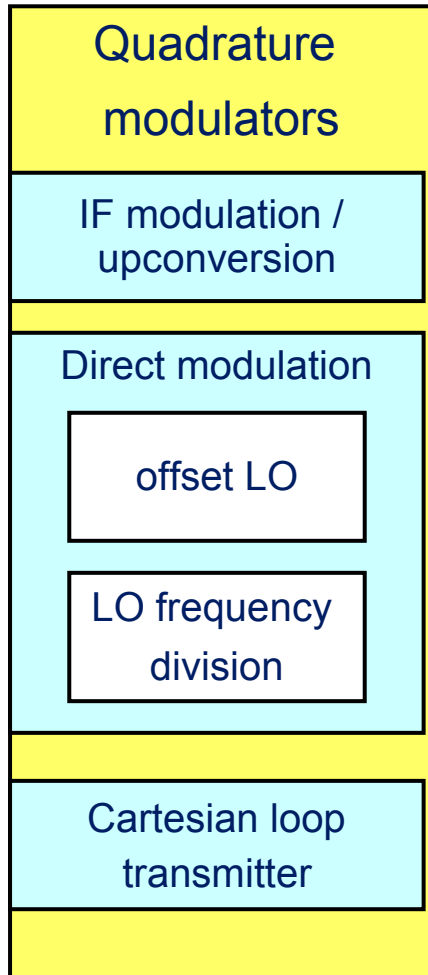 Quadrature
modulators
IF modulation /
upconversion
Direct modulation
offset LO
LO frequency
division
Cartesian loop
transmitter